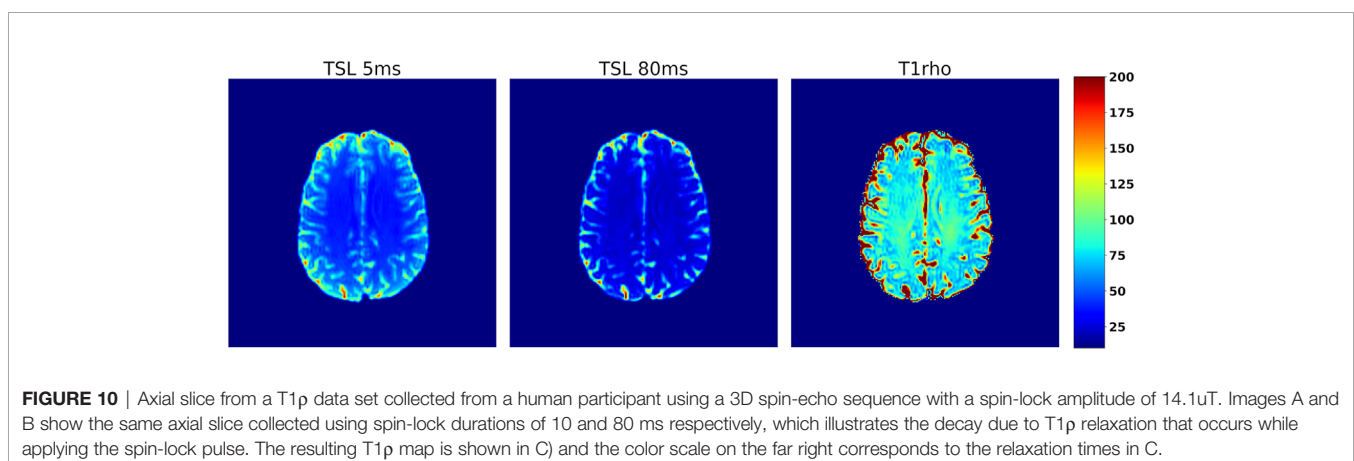 TSL 5ms
TSL 80ms
T1rho
200
175
150
125
100
75
50
25
FIGURE 10 | Axial slice from a T1ρ data set collected from a human participant using a 3D spin-echo sequence with a spin-lock amplitude of 14.1uT. Images A and
B show the same axial slice collected using spin-lock durations of 10 and 80 ms respectively, which illustrates the decay due to T1ρ relaxation that occurs while
applying the spin-lock pulse. The resulting T1ρ map is shown in C) and the color scale on the far right corresponds to the relaxation times in C.